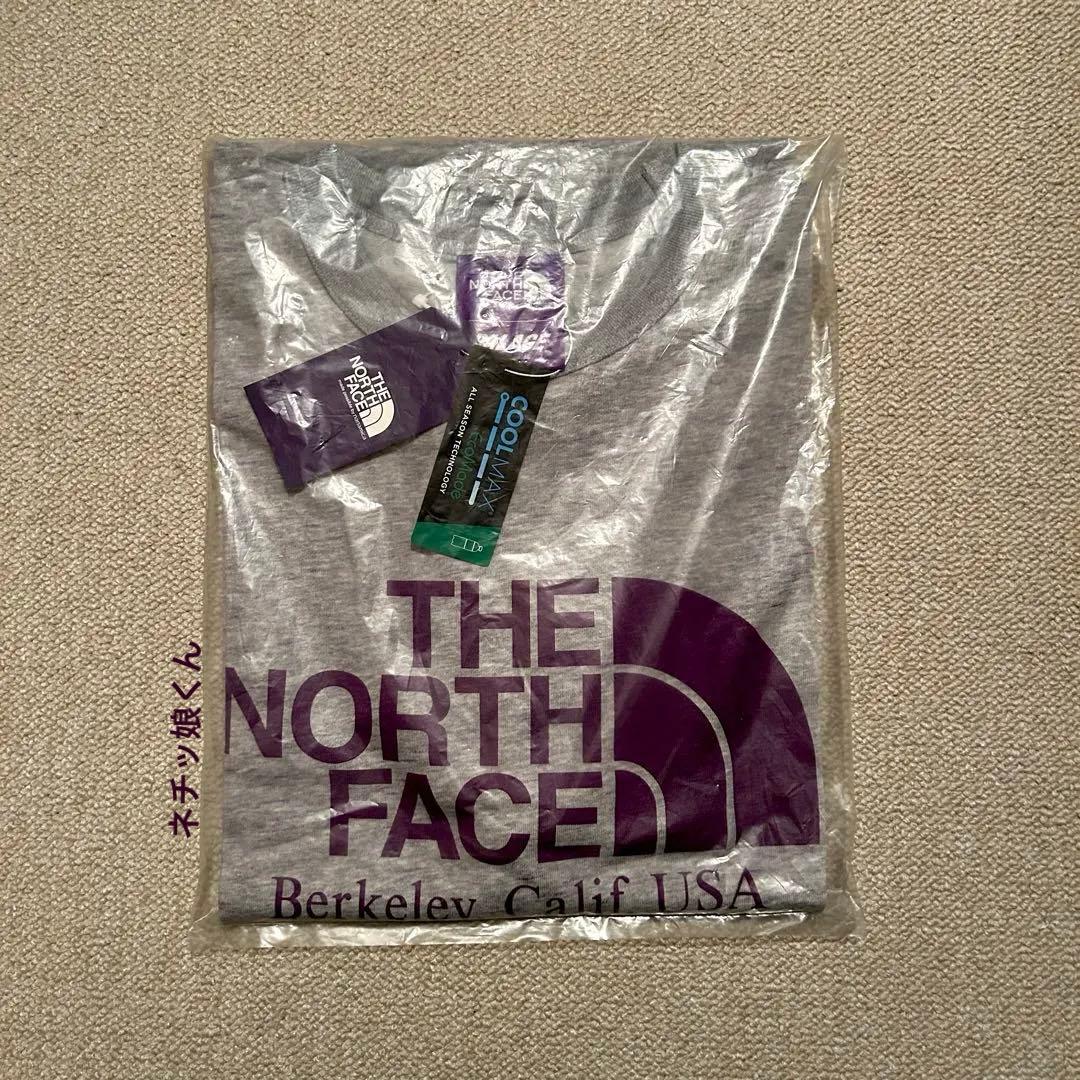 THE
NORTH
FACE
THE
NORTH
FACE
COOLMAX
EcoMade
ALL SEASON TECHNOLOGY
THE
NORTH
FACE
Berkeley, Calif USA
ネチッ娘くん